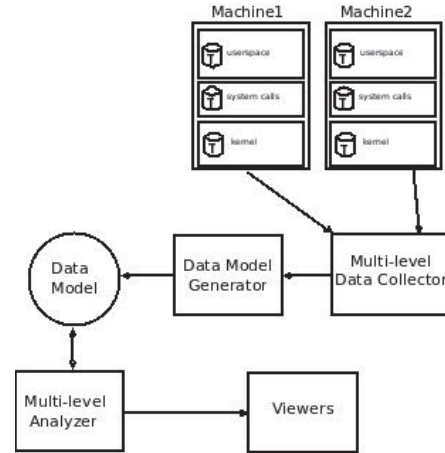 Machine1
Machine2
T userspace
T userspace
T system calls
T system calls
T kernel
T kernel
Data
Model
Data Model
Generator
Multi-level
Data Collector
Multi-level
Analyzer
Viewers